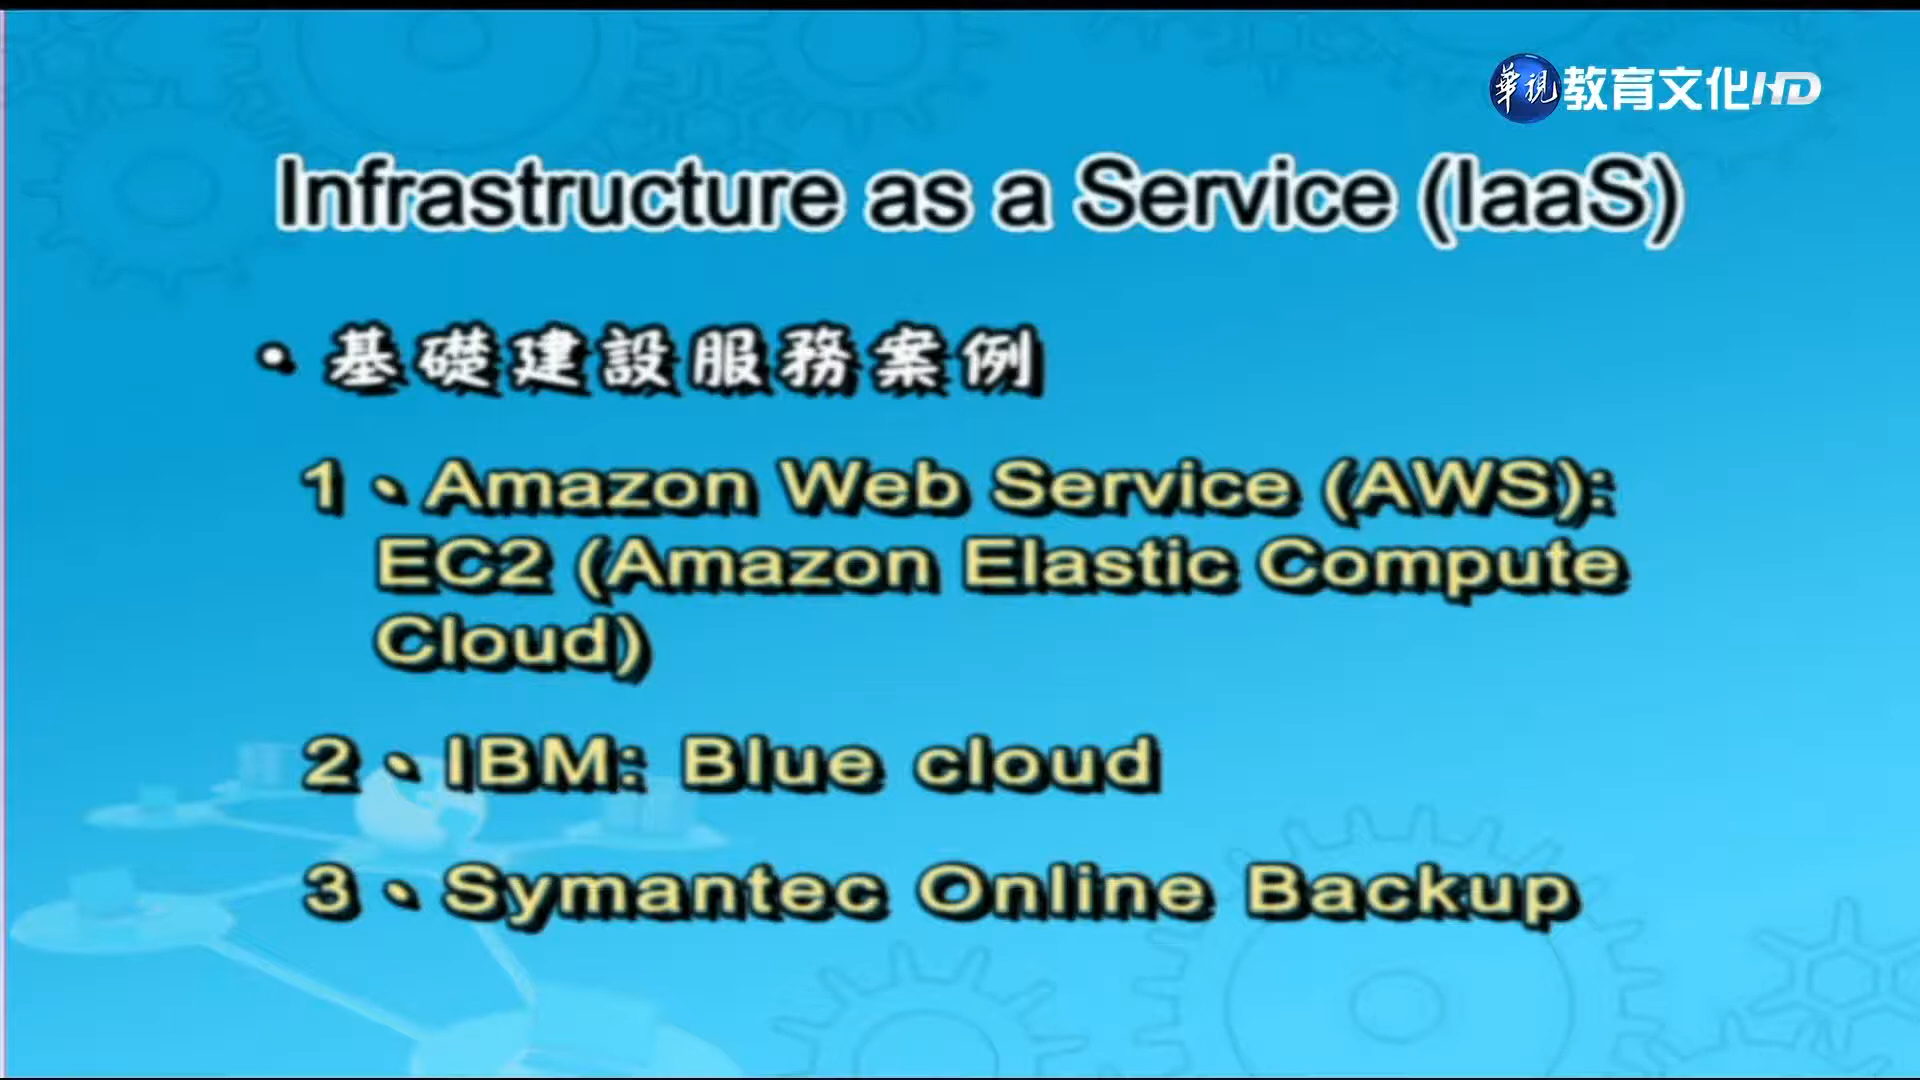 華視 教育文化HD
Infrastructure as a Service (IaaS)
• 基礎建設服務案例
1、Amazon Web Service (AWS):
EC2 (Amazon Elastic Compute
Cloud)
2、IBM: Blue cloud
3、Symantec Online Backup